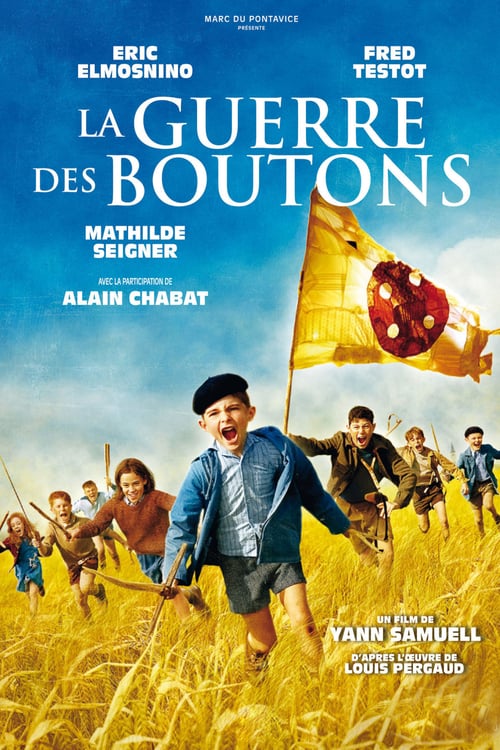 MARC DU PONTAVICE
PRÉSENTE
ERIC
ELMOSNINO
FRED
TESTOT
LA GUERRE
DES BOUTONS
MATHILDE
SEIGNER
AVEC LA PARTICIPATION DE
ALAIN CHABAT
UN FILM DE
YANN SAMUELL
D'APRÈS L'ŒUVRE DE
LOUIS PERGAUD